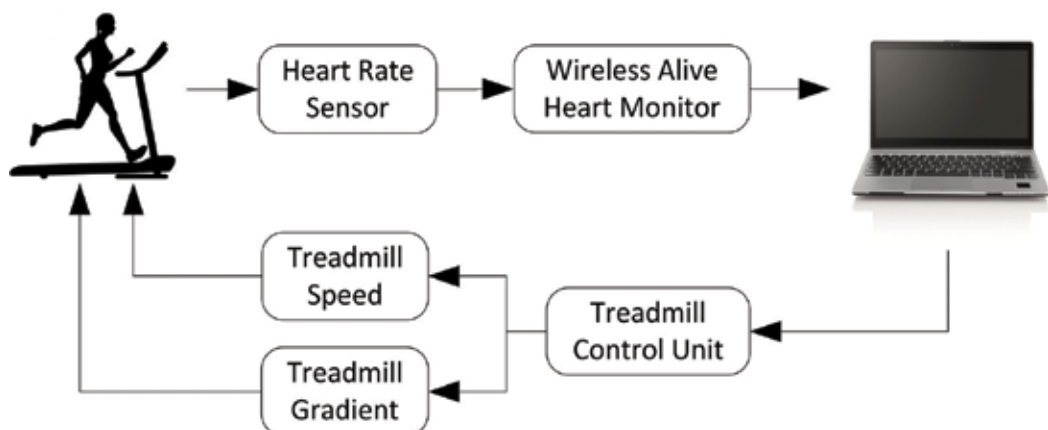 Heart Rate
Sensor
Wireless Alive
Heart Monitor
Treadmill
Speed
Treadmill
Control Unit
Treadmill
Gradient